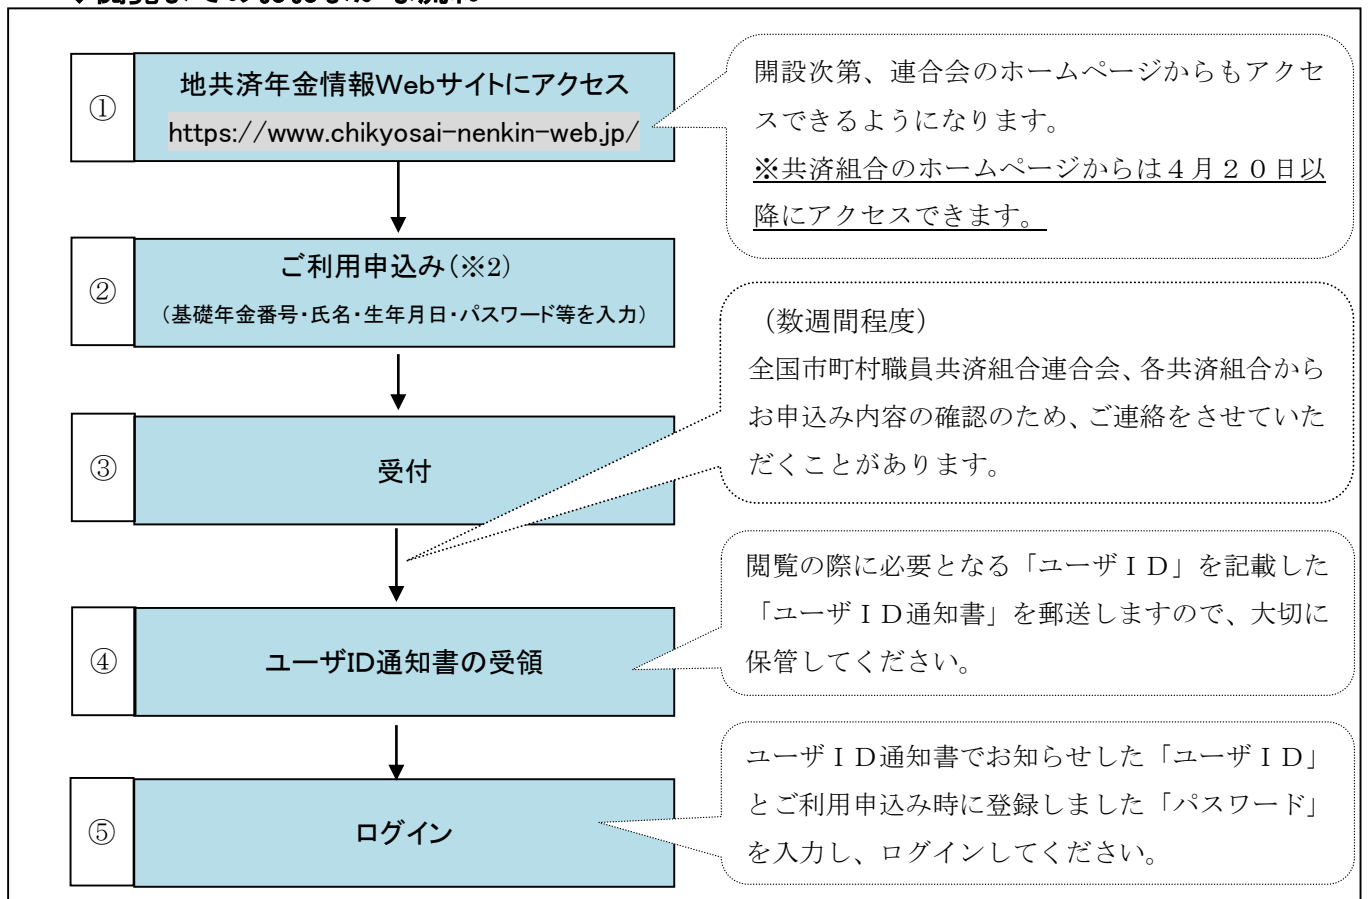 ①
地共済年金情報Webサイトにアクセス
https://www.chikyosai-nenkin-web.jp/
開設次第、連合会のホームページからもアクセ
スできるようになります。
※共済組合のホームページからは４月２０日以
降にアクセスできます。
②
ご利用申込み(※2)
(基礎年金番号・氏名・生年月日・パスワード等を入力)
（数週間程度）
全国市町村職員共済組合連合会、各共済組合から
お申込み内容の確認のため、ご連絡をさせていた
だくことがあります。
③
受付
④
ユーザID通知書の受領
閲覧の際に必要となる「ユーザＩＤ」を記載した
「ユーザＩＤ通知書」を郵送しますので、大切に
保管してください。
⑤
ログイン
ユーザＩＤ通知書でお知らせした「ユーザＩＤ」
とご利用申込み時に登録しました「パスワード」
を入力し、ログインしてください。